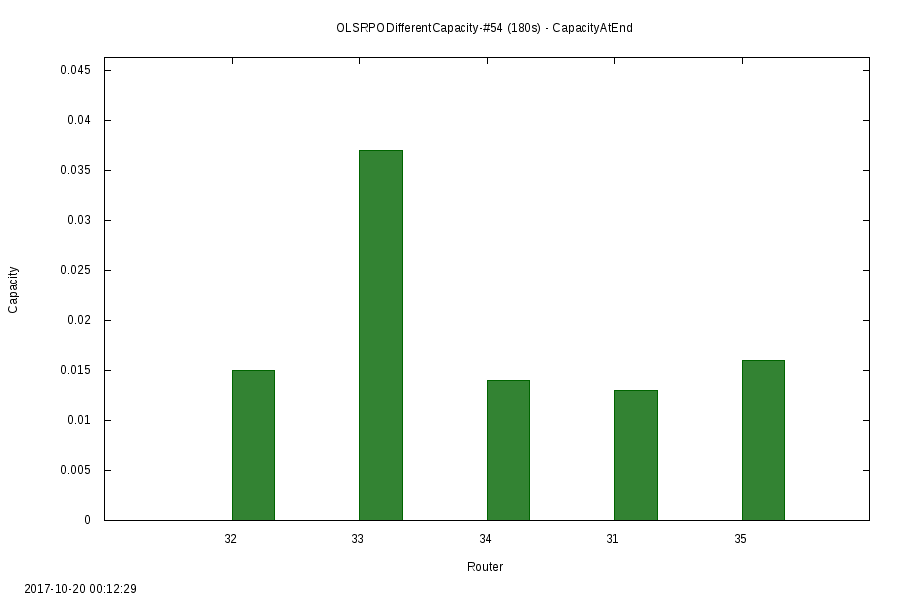 OLSRPODifferentCapacity-#54 (180s) - CapacityAtEnd
0.045
0.04
0.035
0.03
0.025
0.02
0.015
0.01
0.005
0
Capacity
32 33 34 31 35
Router
2017-10-20 00:12:29